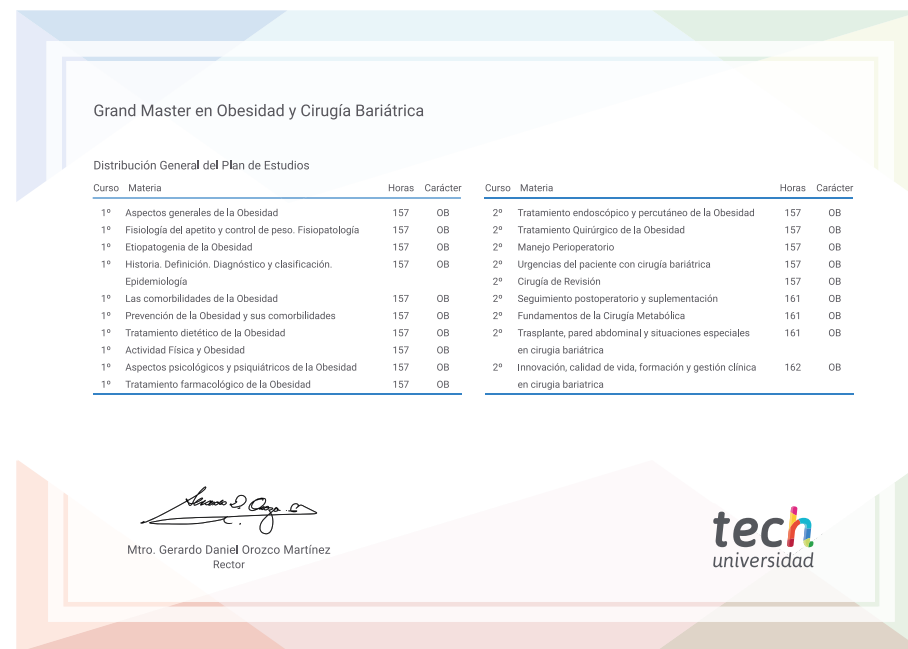 Grand Master en Obesidad y Cirugía Bariátrica
Distribución General del Plan de Estudios
Curso Materia Horas Carácter
1º Aspectos generales de la Obesidad 157 OB
1º Fisiología del apetito y control de peso. Fisiopatología 157 OB
1º Etiopatogenia de la Obesidad 157 OB
1º Historia. Definición. Diagnóstico y clasificación. 157 OB
Epidemiología
1º Las comorbilidades de la Obesidad 157 OB
1º Prevención de la Obesidad y sus comorbilidades 157 OB
1º Tratamiento dietético de la Obesidad 157 OB
1º Actividad Física y Obesidad 157 OB
1º Aspectos psicológicos y psiquiátricos de la Obesidad 157 OB
1º Tratamiento farmacológico de la Obesidad 157 OB
Curso Materia Horas Carácter
2º Tratamiento endoscópico y percutáneo de la Obesidad 157 OB
2º Tratamiento Quirúrgico de la Obesidad 157 OB
2º Manejo Perioperatorio 157 OB
2º Urgencias del paciente con cirugía bariátrica 157 OB
2º Cirugía de Revisión 157 OB
2º Seguimiento postoperatorio y suplementación 161 OB
2º Fundamentos de la Cirugía Metabólica 161 OB
2º Trasplante, pared abdominal y situaciones especiales 161 OB
en cirugia bariátrica
2º Innovación, calidad de vida, formación y gestión clínica 162 OB
en cirugia bariatrica
Mtro. Gerardo Daniel Orozco Martínez
Rector
tech
universidad